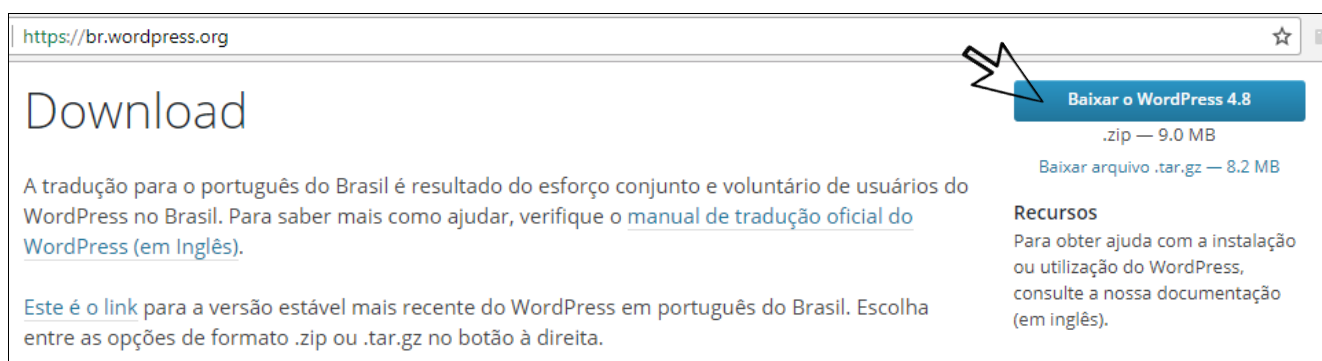 https://br.wordpress.org
Download
A tradução para o português do Brasil é resultado do esforço conjunto e voluntário de usuários do
WordPress no Brasil. Para saber mais como ajudar, verifique o manual de tradução oficial do
WordPress (em Inglês).
Este é o link para a versão estável mais recente do WordPress em português do Brasil. Escolha
entre as opções de formato .zip ou .tar.gz no botão à direita.
Baixar o WordPress 4.8
.zip — 9.0 MB
Baixar arquivo .tar.gz — 8.2 MB
Recursos
Para obter ajuda com a instalação
ou utilização do WordPress,
consulte a nossa documentação
(em inglês).